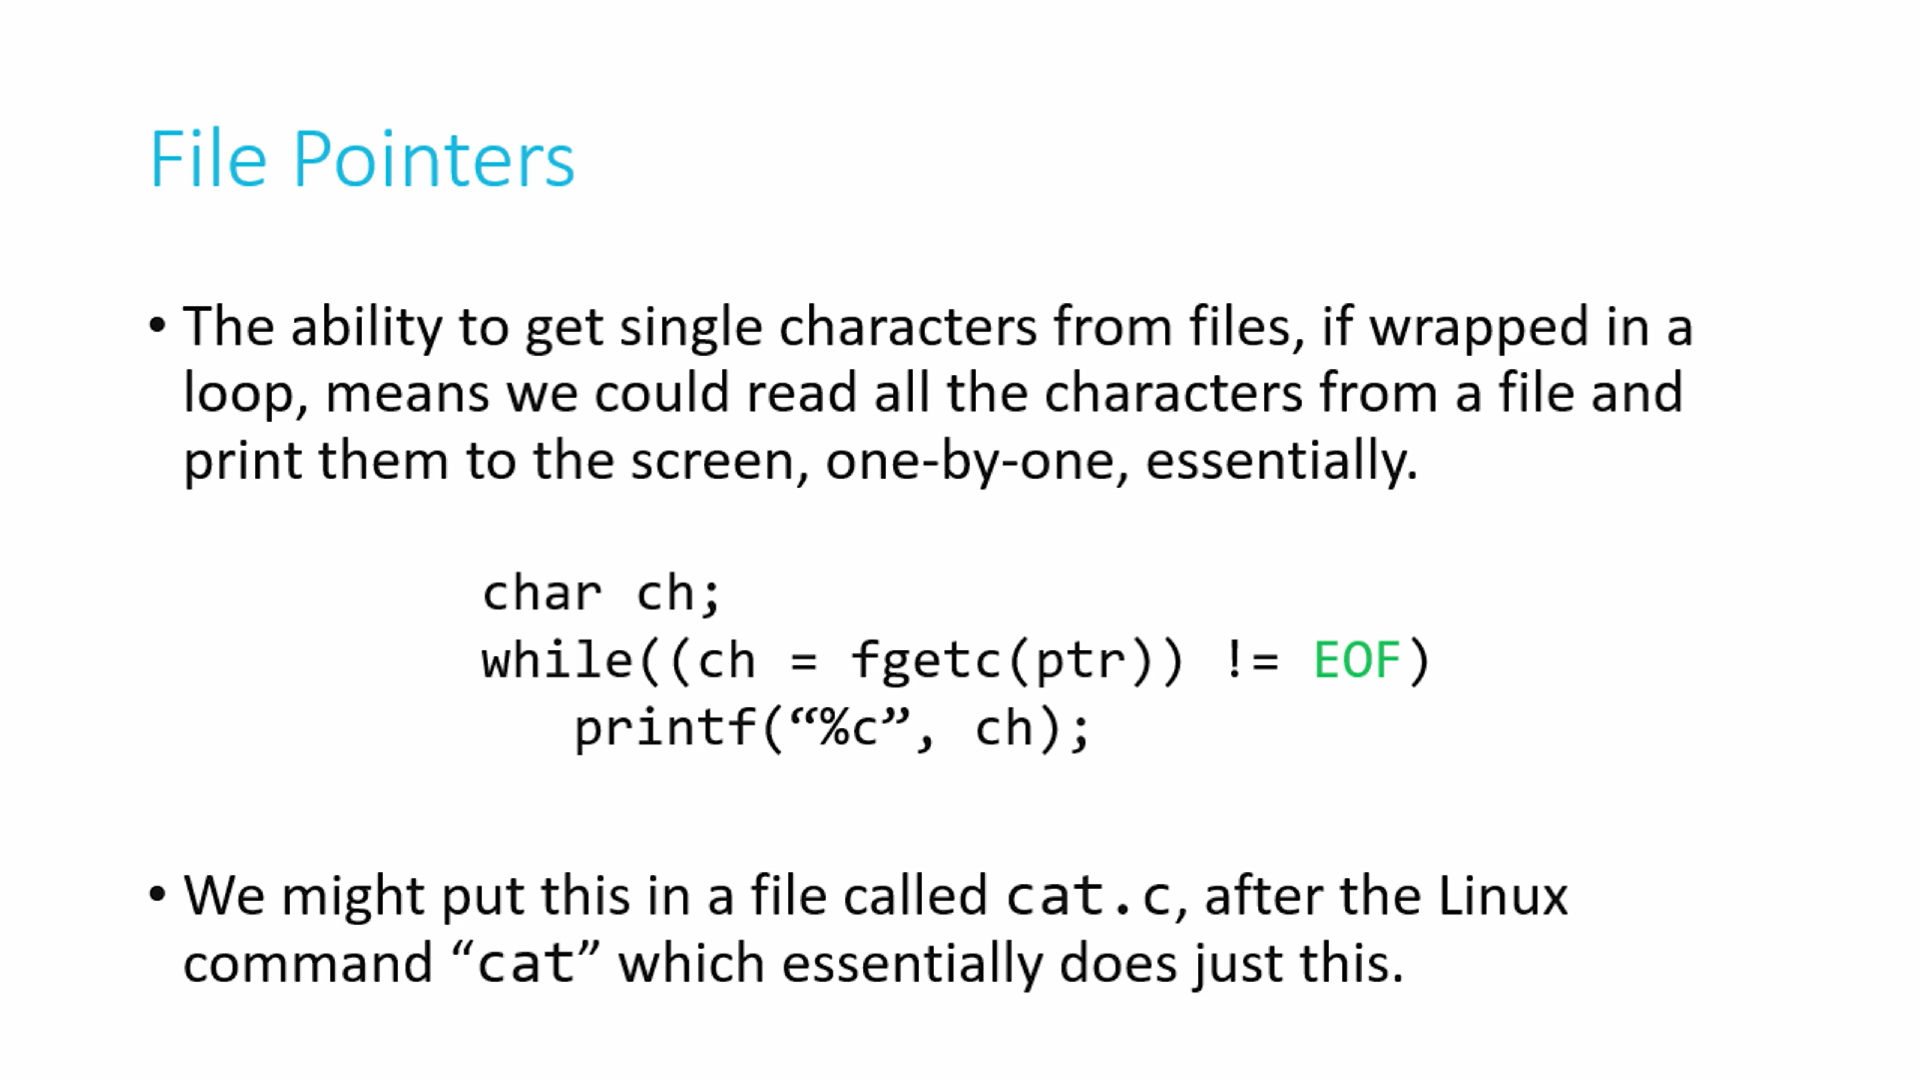 File Pointers
• The ability to get single characters from files, if wrapped in a
loop, means we could read all the characters from a file and
print them to the screen, one-by-one, essentially.
char ch;
while((ch = fgetc(ptr)) != EOF)
printf(“%c”, ch);
• We might put this in a file called cat.c, after the Linux
command “cat” which essentially does just this.